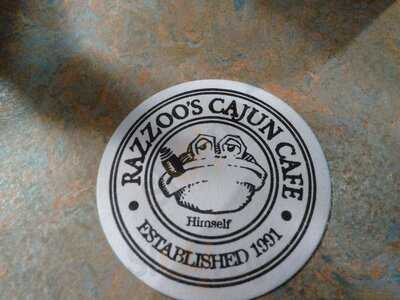 RAZZOO'S CAJUN CAFE
Himself
ESTABLISHED 1991